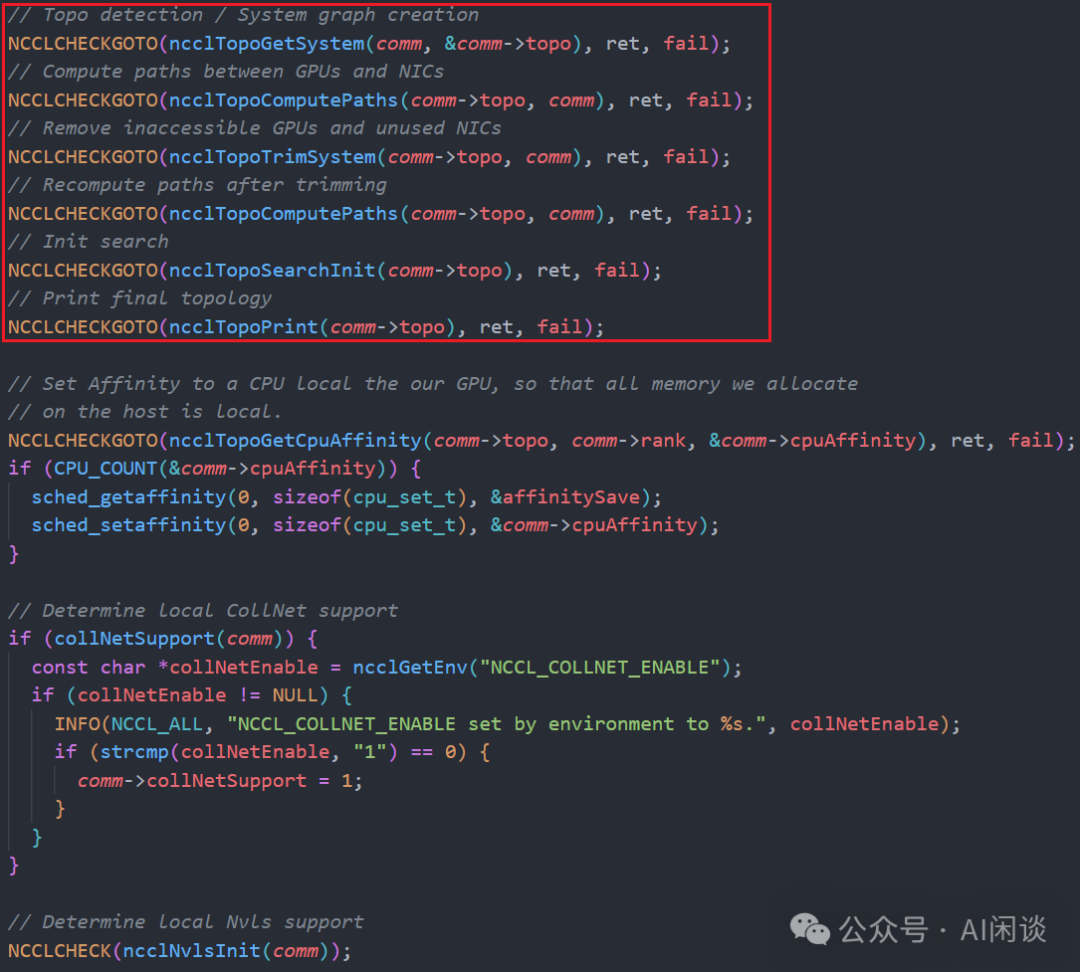 // Topo detection / System graph creation
NCCLCHECKGOTO(ncclTopoGetSystem(comm, &comm->topo), ret, fail);
// Compute paths between GPUs and NICs
NCCLCHECKGOTO(ncclTopoComputePaths(comm->topo, comm), ret, fail);
// Remove inaccessible GPUs and unused NICs
NCCLCHECKGOTO(ncclTopoTrimSystem(comm->topo, comm), ret, fail);
// Recompute paths after trimming
NCCLCHECKGOTO(ncclTopoComputePaths(comm->topo, comm), ret, fail);
// Init search
NCCLCHECKGOTO(ncclTopoSearchInit(comm->topo), ret, fail);
// Print final topology
NCCLCHECKGOTO(ncclTopoPrint(comm->topo), ret, fail);
// Set Affinity to a CPU local the our GPU, so that all memory we allocate
// on the host is local.
NCCLCHECKGOTO(ncclTopoGetCpuAffinity(comm->topo, comm->rank, &comm->cpuAffinity), ret, fail);
if (CPU_COUNT(&comm->cpuAffinity)) {
  sched_getaffinity(0, sizeof(cpu_set_t), &affinitySave);
  sched_setaffinity(0, sizeof(cpu_set_t), &comm->cpuAffinity);
}
// Determine local CollNet support
if (collNetSupport(comm)) {
  const char *collNetEnable = ncclGetEnv("NCCL_COLLNET_ENABLE");
  if (collNetEnable != NULL) {
    INFO(NCCL_ALL, "NCCL_COLLNET_ENABLE set by environment to %s.", collNetEnable);
    if (strcmp(collNetEnable, "1") == 0) {
      comm->collNetSupport = 1;
    }
  }
}
// Determine local Nvls support
NCCLCHECK(ncclNvlsInit(comm));
公众号 · AI闲谈